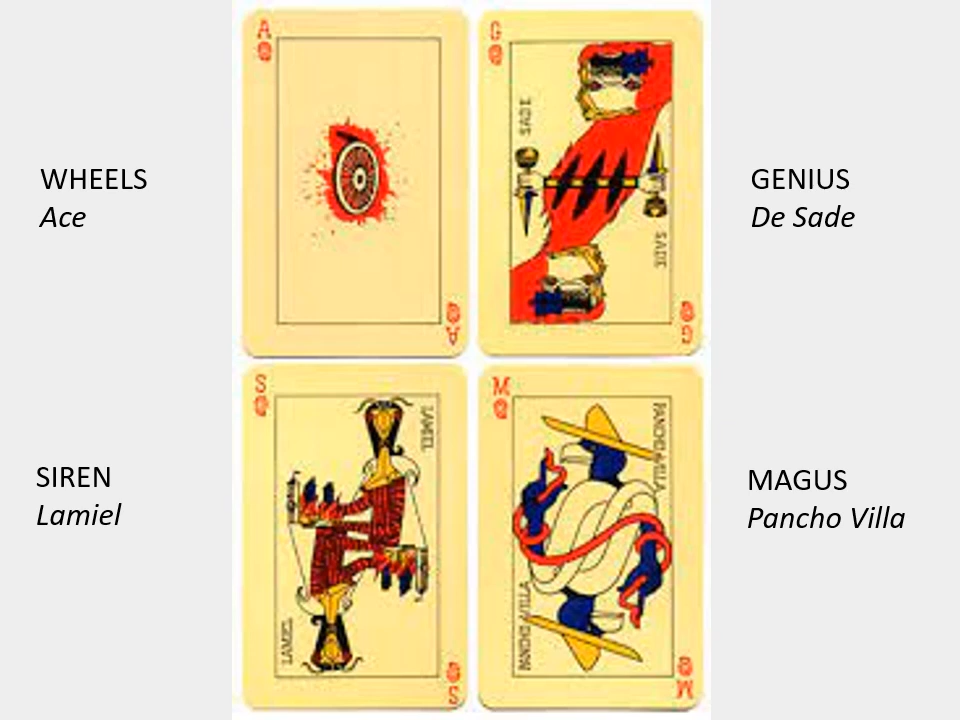 WHEELS
Ace
A
A
G
SADE
SADE
G
GENIUS
De Sade
SIREN
Lamiel
S
LAMIEL
LAMIEL
S
M
PANCHO VILLA
PANCHO VILLA
M
MAGUS
Pancho Villa